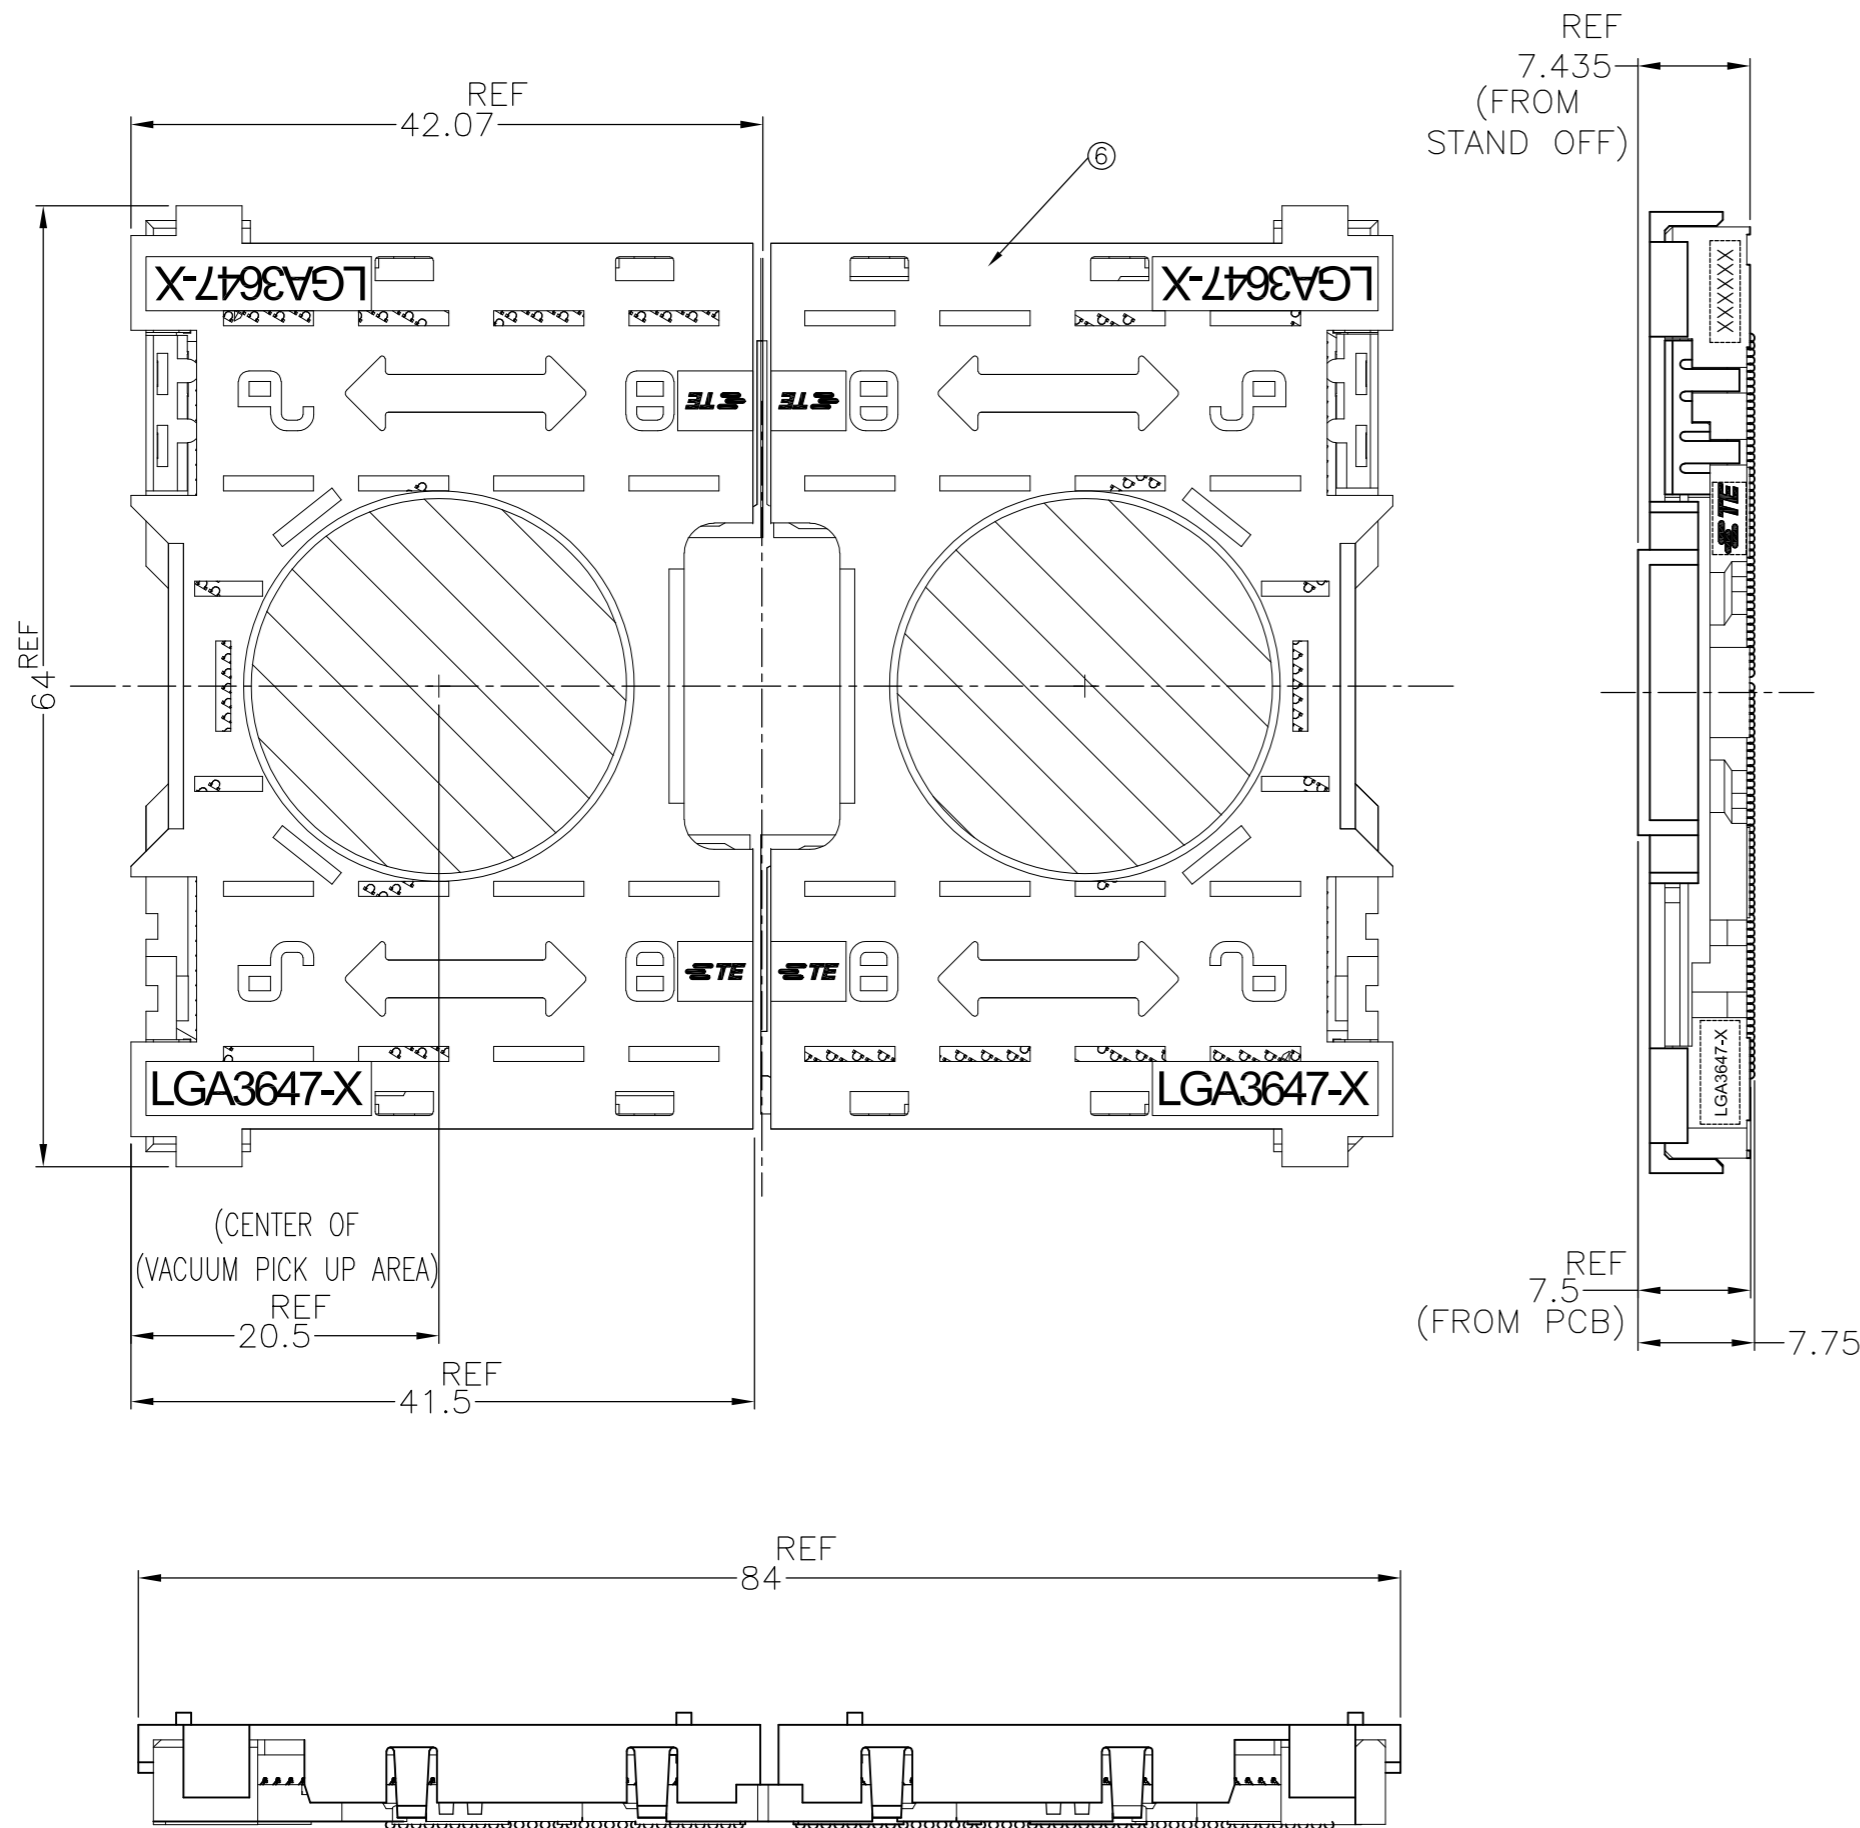 REF
42.07
REF
7.435
(FROM
STAND OFF)
6
LGA3647-X
LGA3647-X
XXXXXX
TE
TE
TE
REF
64
TE
TE
LGA3647-X
LGA3647-X
LGA3647-X
(CENTER OF
(VACUUM PICK UP AREA)
REF
20.5
REF
41.5
REF
7.5
(FROM PCB)
7.75
REF
84